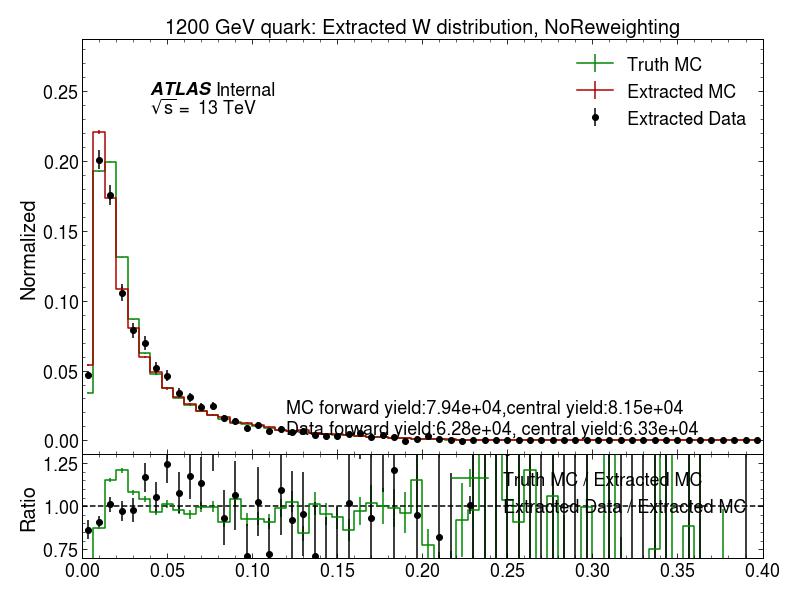 1200 GeV quark: Extracted W distribution, NoReweighting
ATLAS Internal
√s = 13 TeV
Truth MC
Extracted MC
Extracted Data
Normalized
0.25
0.20
0.15
0.10
0.05
0.00
MC forward yield:7.94e+04,central yield:8.15e+04
Data forward yield:6.28e+04, central yield:6.33e+04
Ratio
1.25
1.00
0.75
Truth MC / Extracted MC
Extracted Data / Extracted MC
0.00 0.05 0.10 0.15 0.20 0.25 0.30 0.35 0.40